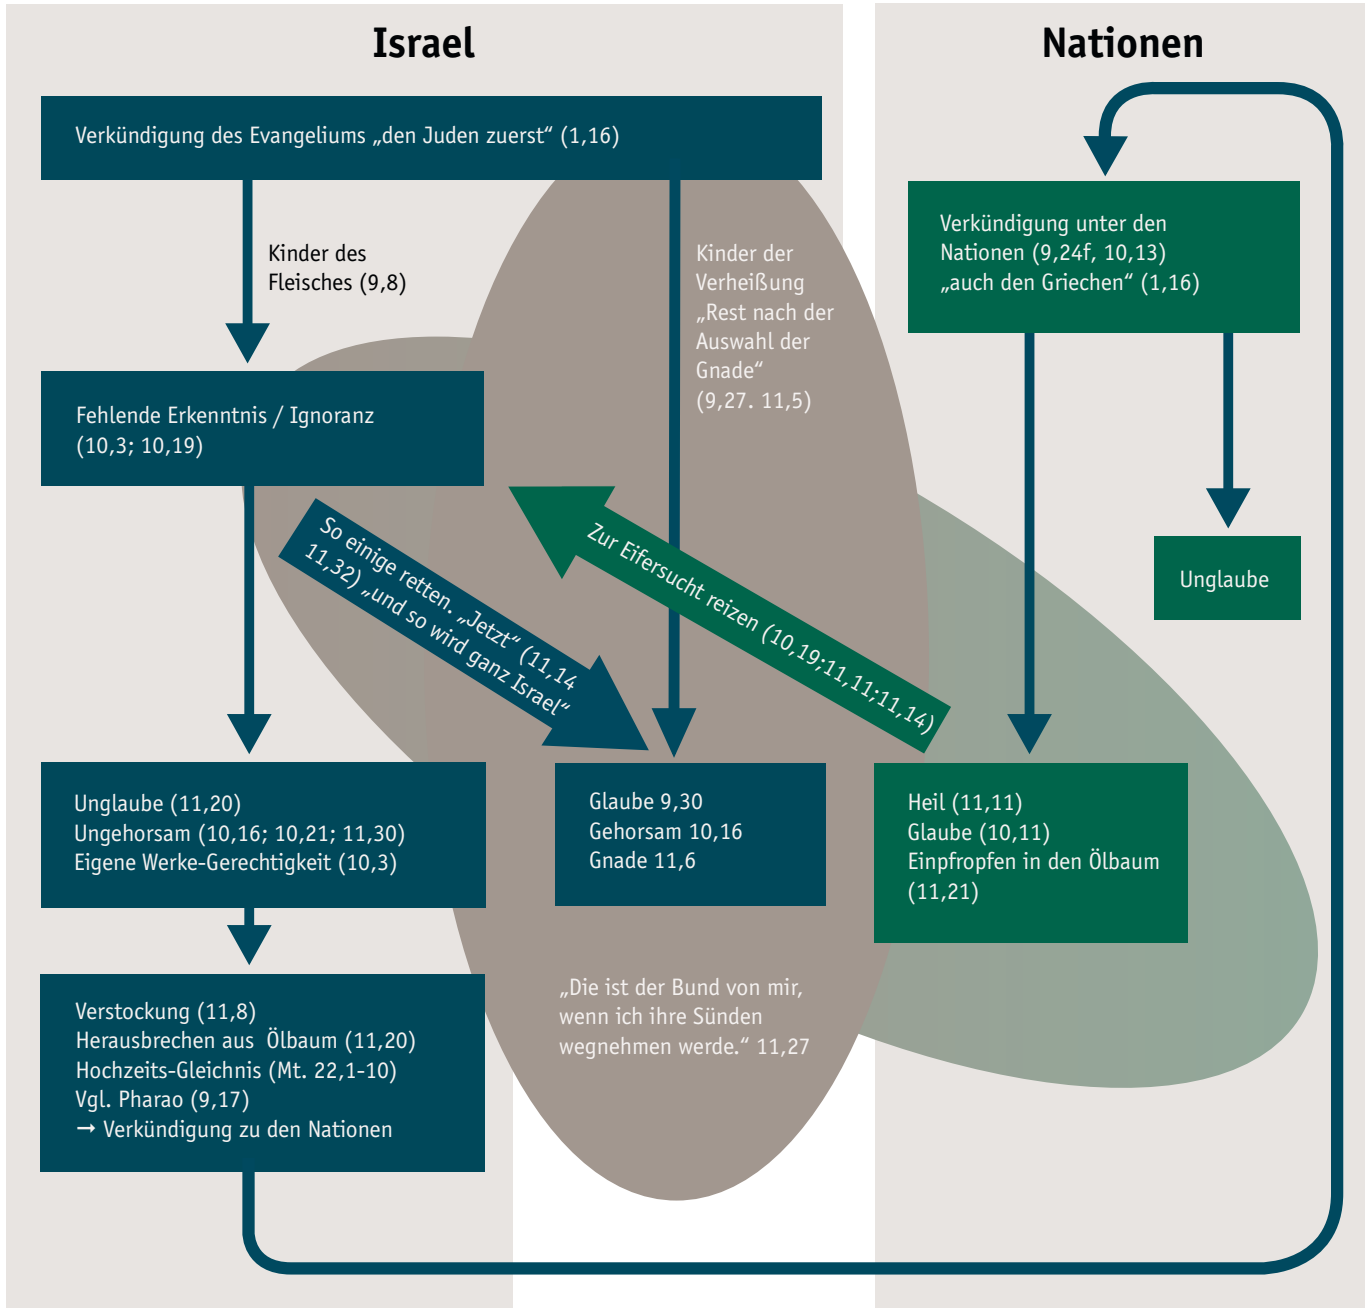 Israel
Nationen
Verkündigung des Evangeliums „den Juden zuerst“ (1,16)
Kinder des
Fleisches (9,8)
Kinder der
Verheißung
„Rest nach der
Auswahl der
Gnade“
(9,27. 11,5)
Verkündigung unter den
Nationen (9,24f, 10,13)
„auch den Griechen“ (1,16)
Fehlende Erkenntnis / Ignoranz
(10,3; 10,19)
So einige retten. „Jetzt“ (11,14
11,32) „und so wird ganz Israel“
Zur Eifersucht reizen (10,19;11,11;11,14)
Unglaube
Unglaube (11,20)
Ungehorsam (10,16; 10,21; 11,30)
Eigene Werke-Gerechtigkeit (10,3)
Glaube 9,30
Gehorsam 10,16
Gnade 11,6
Heil (11,11)
Glaube (10,11)
Einpfropfen in den Ölbaum
(11,21)
Verstockung (11,8)
Herausbrechen aus Ölbaum (11,20)
Hochzeits-Gleichnis (Mt. 22,1-10)
Vgl. Pharao (9,17)
→ Verkündigung zu den Nationen
„Die ist der Bund von mir,
wenn ich ihre Sünden
wegnehmen werde.“ 11,27